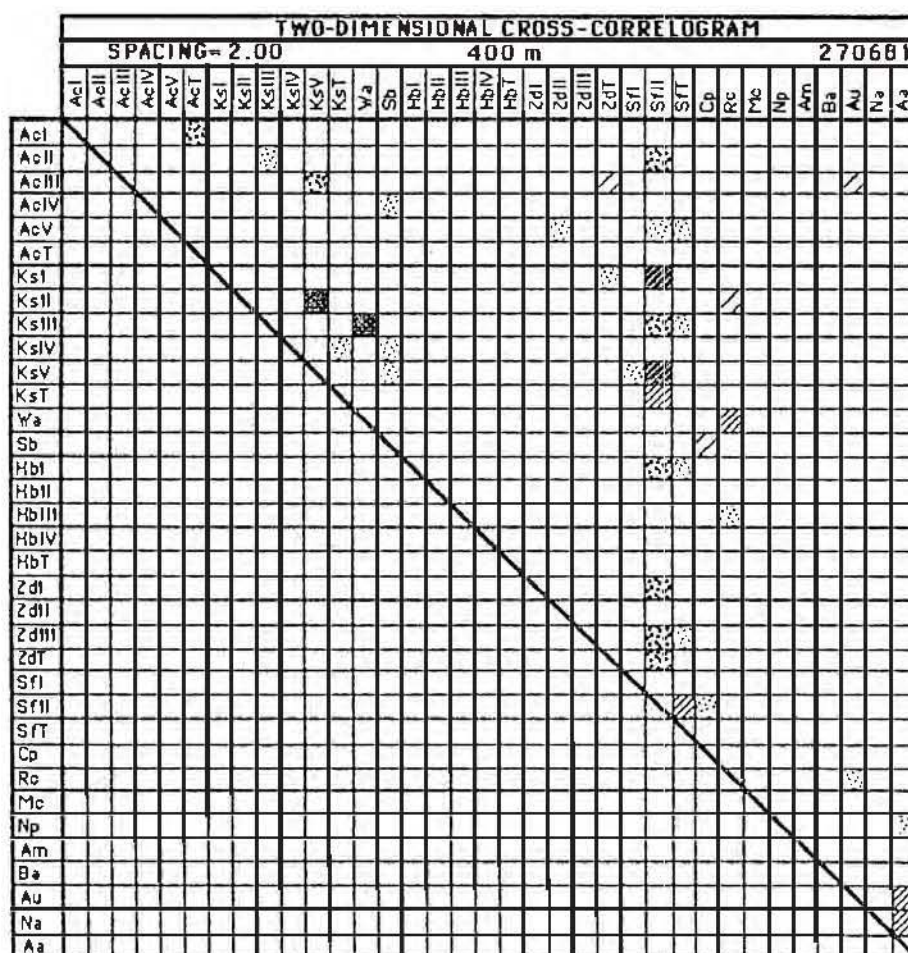 TWO-DIMENSIONAL CROSS-CORRELOGRAM
SPACING= 2.00 400 m 270681
AcI AcII AcIII AcIV AcV AcT KsI KsII KsIII KsIV KsV KsT Wa Sb HbI HbII HbIII HbIV HbT ZdI ZdII ZdIII ZdT SfI SfII SfT Cp Rc Mc Np Am Ba Au Na Aa
AcI
AcII
AcIII
AcIV
AcV
AcT
KsI
KsII
KsIII
KsIV
KsV
KsT
Wa
Sb
HbI
HbII
HbIII
HbIV
HbT
ZdI
ZdII
ZdIII
ZdT
SfI
SfII
SfT
Cp
Rc
Mc
Np
Am
Ba
Au
Na
Aa